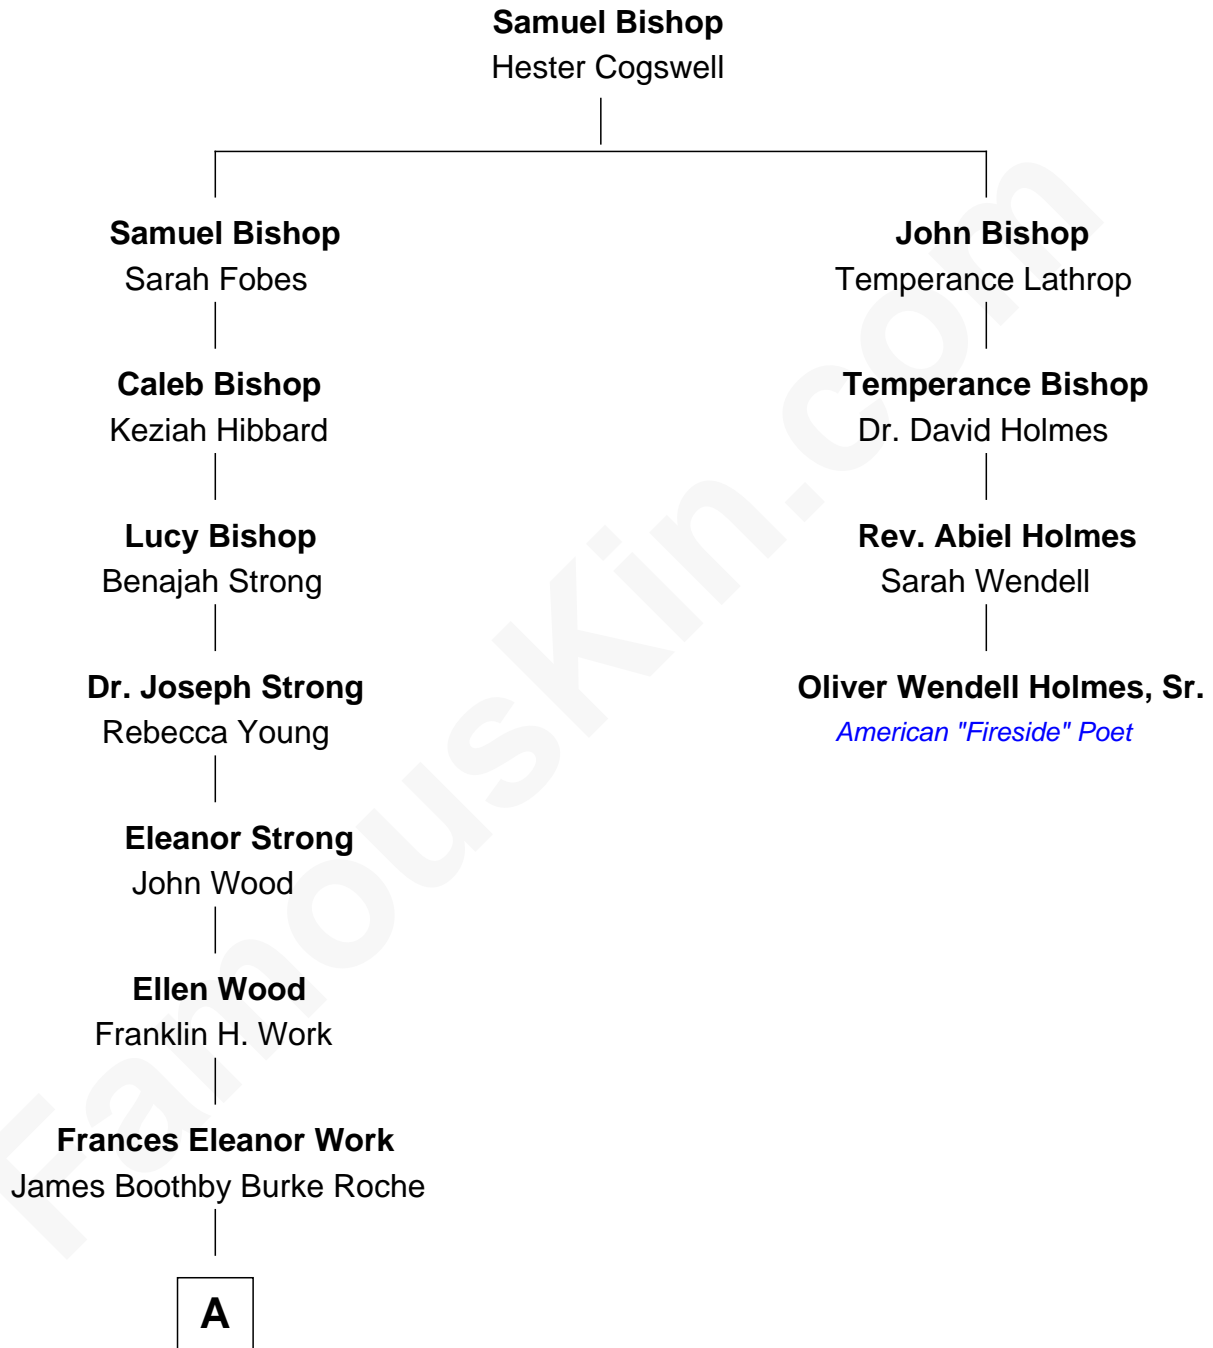 Samuel Bishop
Hester Cogswell
Samuel Bishop
Sarah Fobes
John Bishop
Temperance Lathrop
Caleb Bishop
Keziah Hibbard
Temperance Bishop
Dr. David Holmes
Lucy Bishop
Benajah Strong
Rev. Abiel Holmes
Sarah Wendell
Dr. Joseph Strong
Rebecca Young
Oliver Wendell Holmes, Sr.
American "Fireside" Poet
Eleanor Strong
John Wood
Ellen Wood
Franklin H. Work
Frances Eleanor Work
James Boothby Burke Roche
A
FamousKin.com